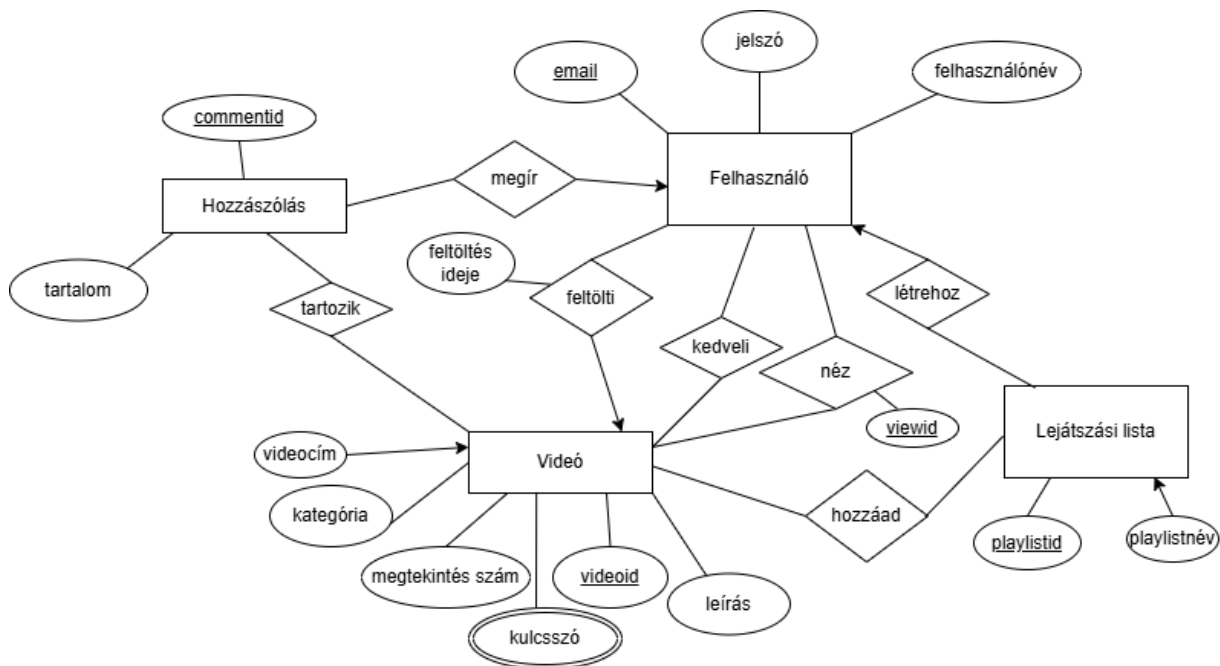 jelszó
email
felhasználónév
commentid
megír
Felhasználó
Hozzászólás
feltöltés
ideje
tartalom
feltölti
létrehoz
tartozik
kedveli
néz
viewid
Lejátszási lista
videocím
Videó
kategória
hozzáad
playlistid
playlistnév
megtekintés szám
videoid
leírás
kulcsszó